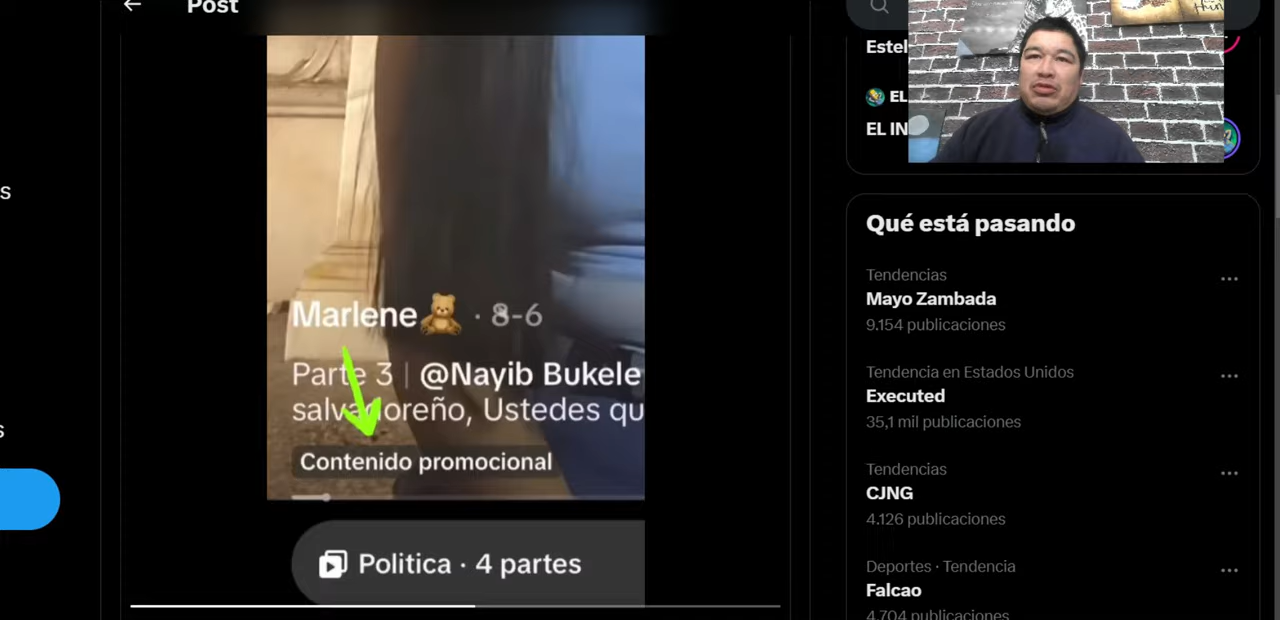 Post
s
s
Marlene🧸 · 8-6
Parte 3 | @Nayib Bukele
salvadoreño, Ustedes qu
Contenido promocional
Politica · 4 partes
Estel
EL
EL IN
Qué está pasando
Tendencias
Mayo Zambada
9.154 publicaciones
Tendencia en Estados Unidos
Executed
35,1 mil publicaciones
Tendencias
CJNG
4.126 publicaciones
Deportes · Tendencia
Falcao
4.704 publicaciones